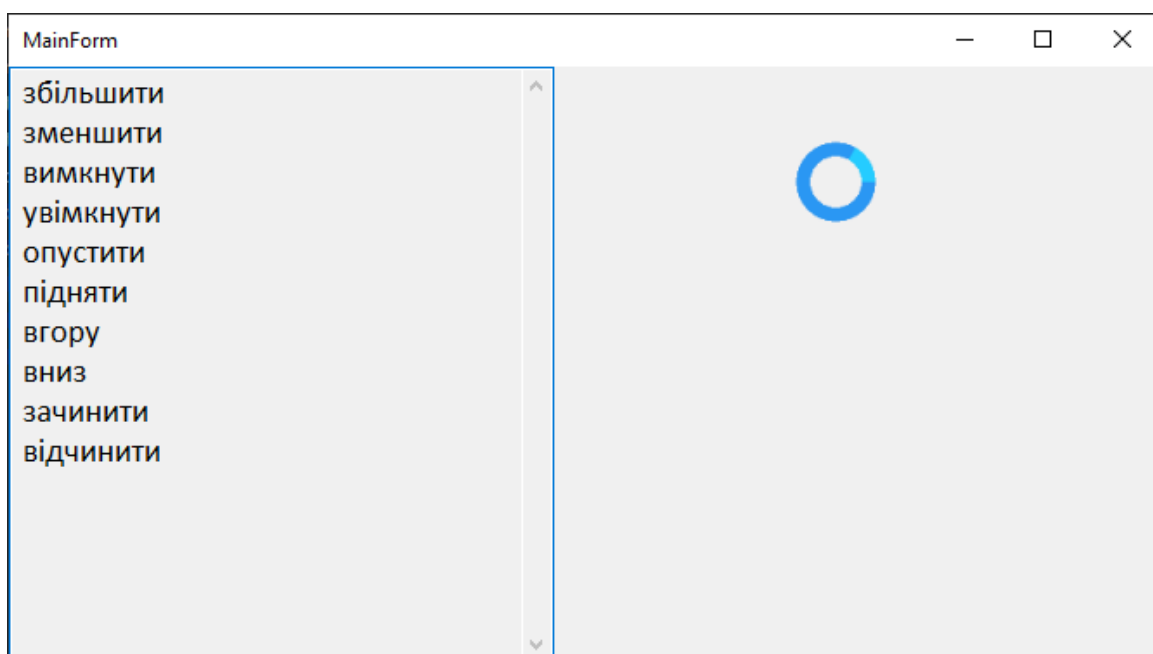 MainForm
збільшити
зменшити
вимкнути
увімкнути
опустити
підняти
вгору
вниз
зачинити
відчинити